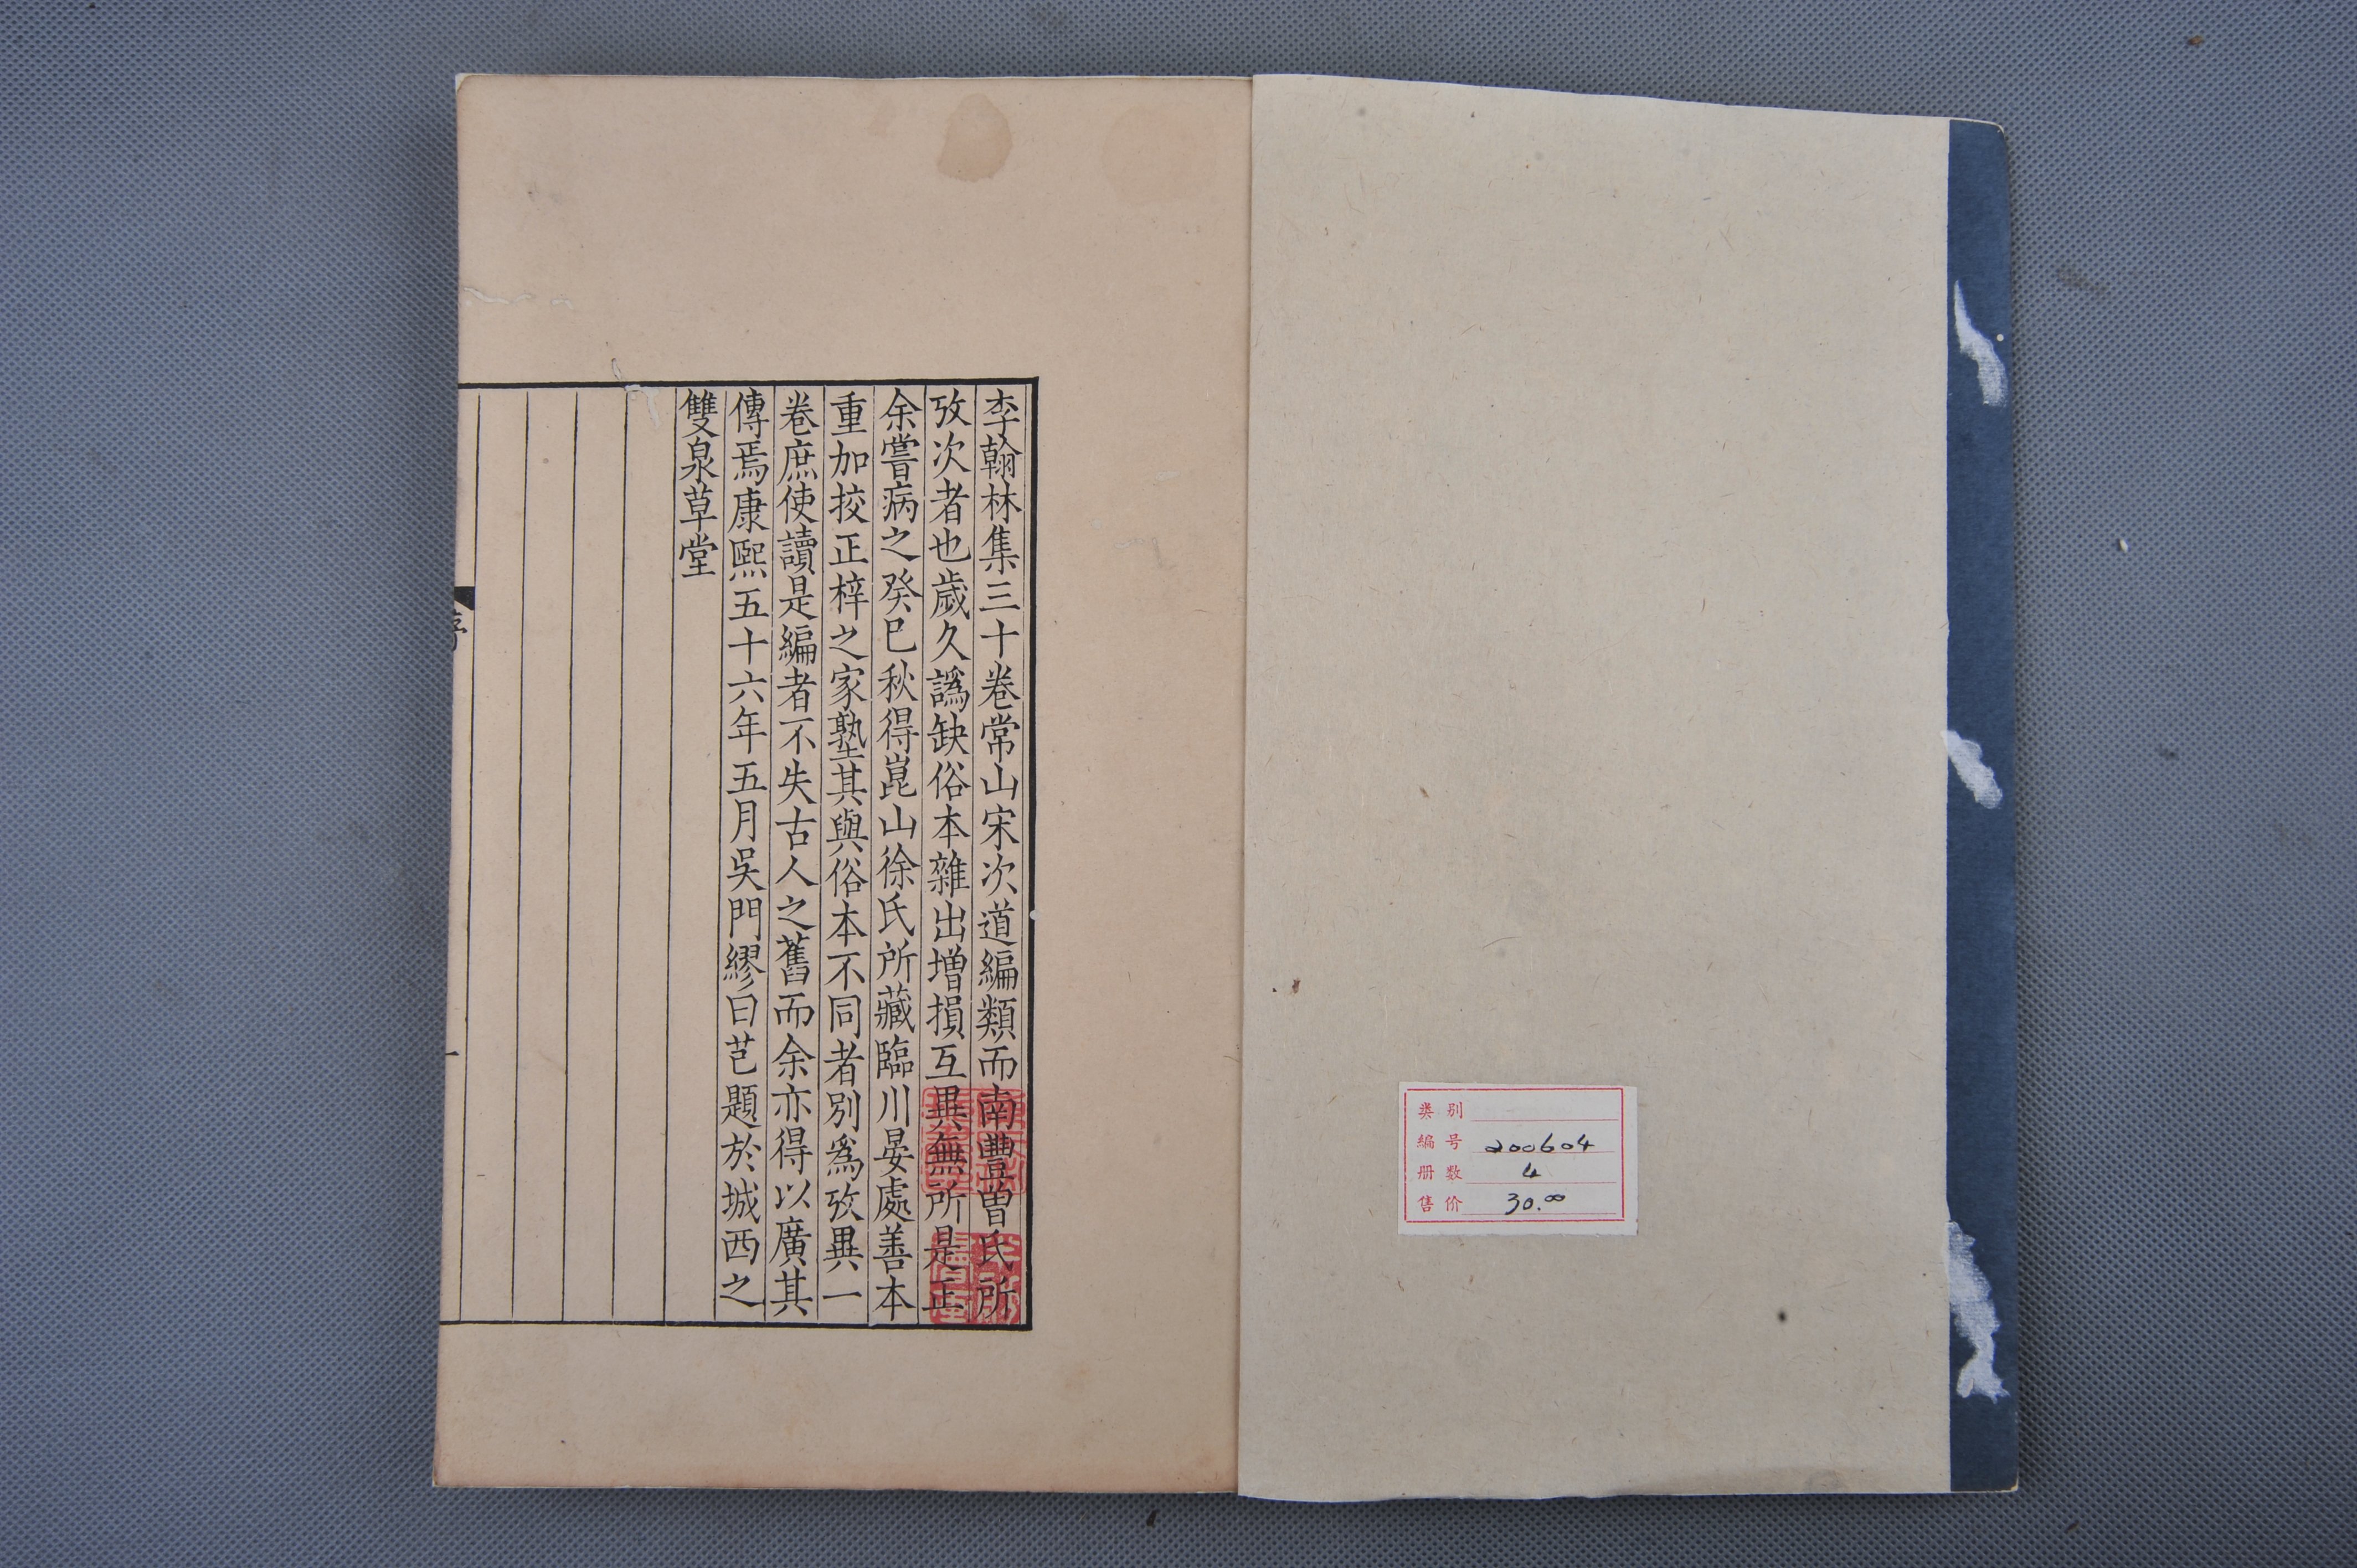 李翰林集三十卷常山宋次道編類而南豐曽氏所
攷次者也歲久譌缺俗本雜出增損互異無所是正
余嘗病之癸巳秋得崑山徐氏所藏臨川晏處善本
重加挍正梓之家塾其與俗本不同者別爲攷異一
卷庶使讀是編者不失古人之舊而余亦得以廣其
傳焉康熙五十六年五月吳門繆曰芑題於城西之
雙泉草堂
序
一
类别
编号 200604
册数 4
售价 30.00